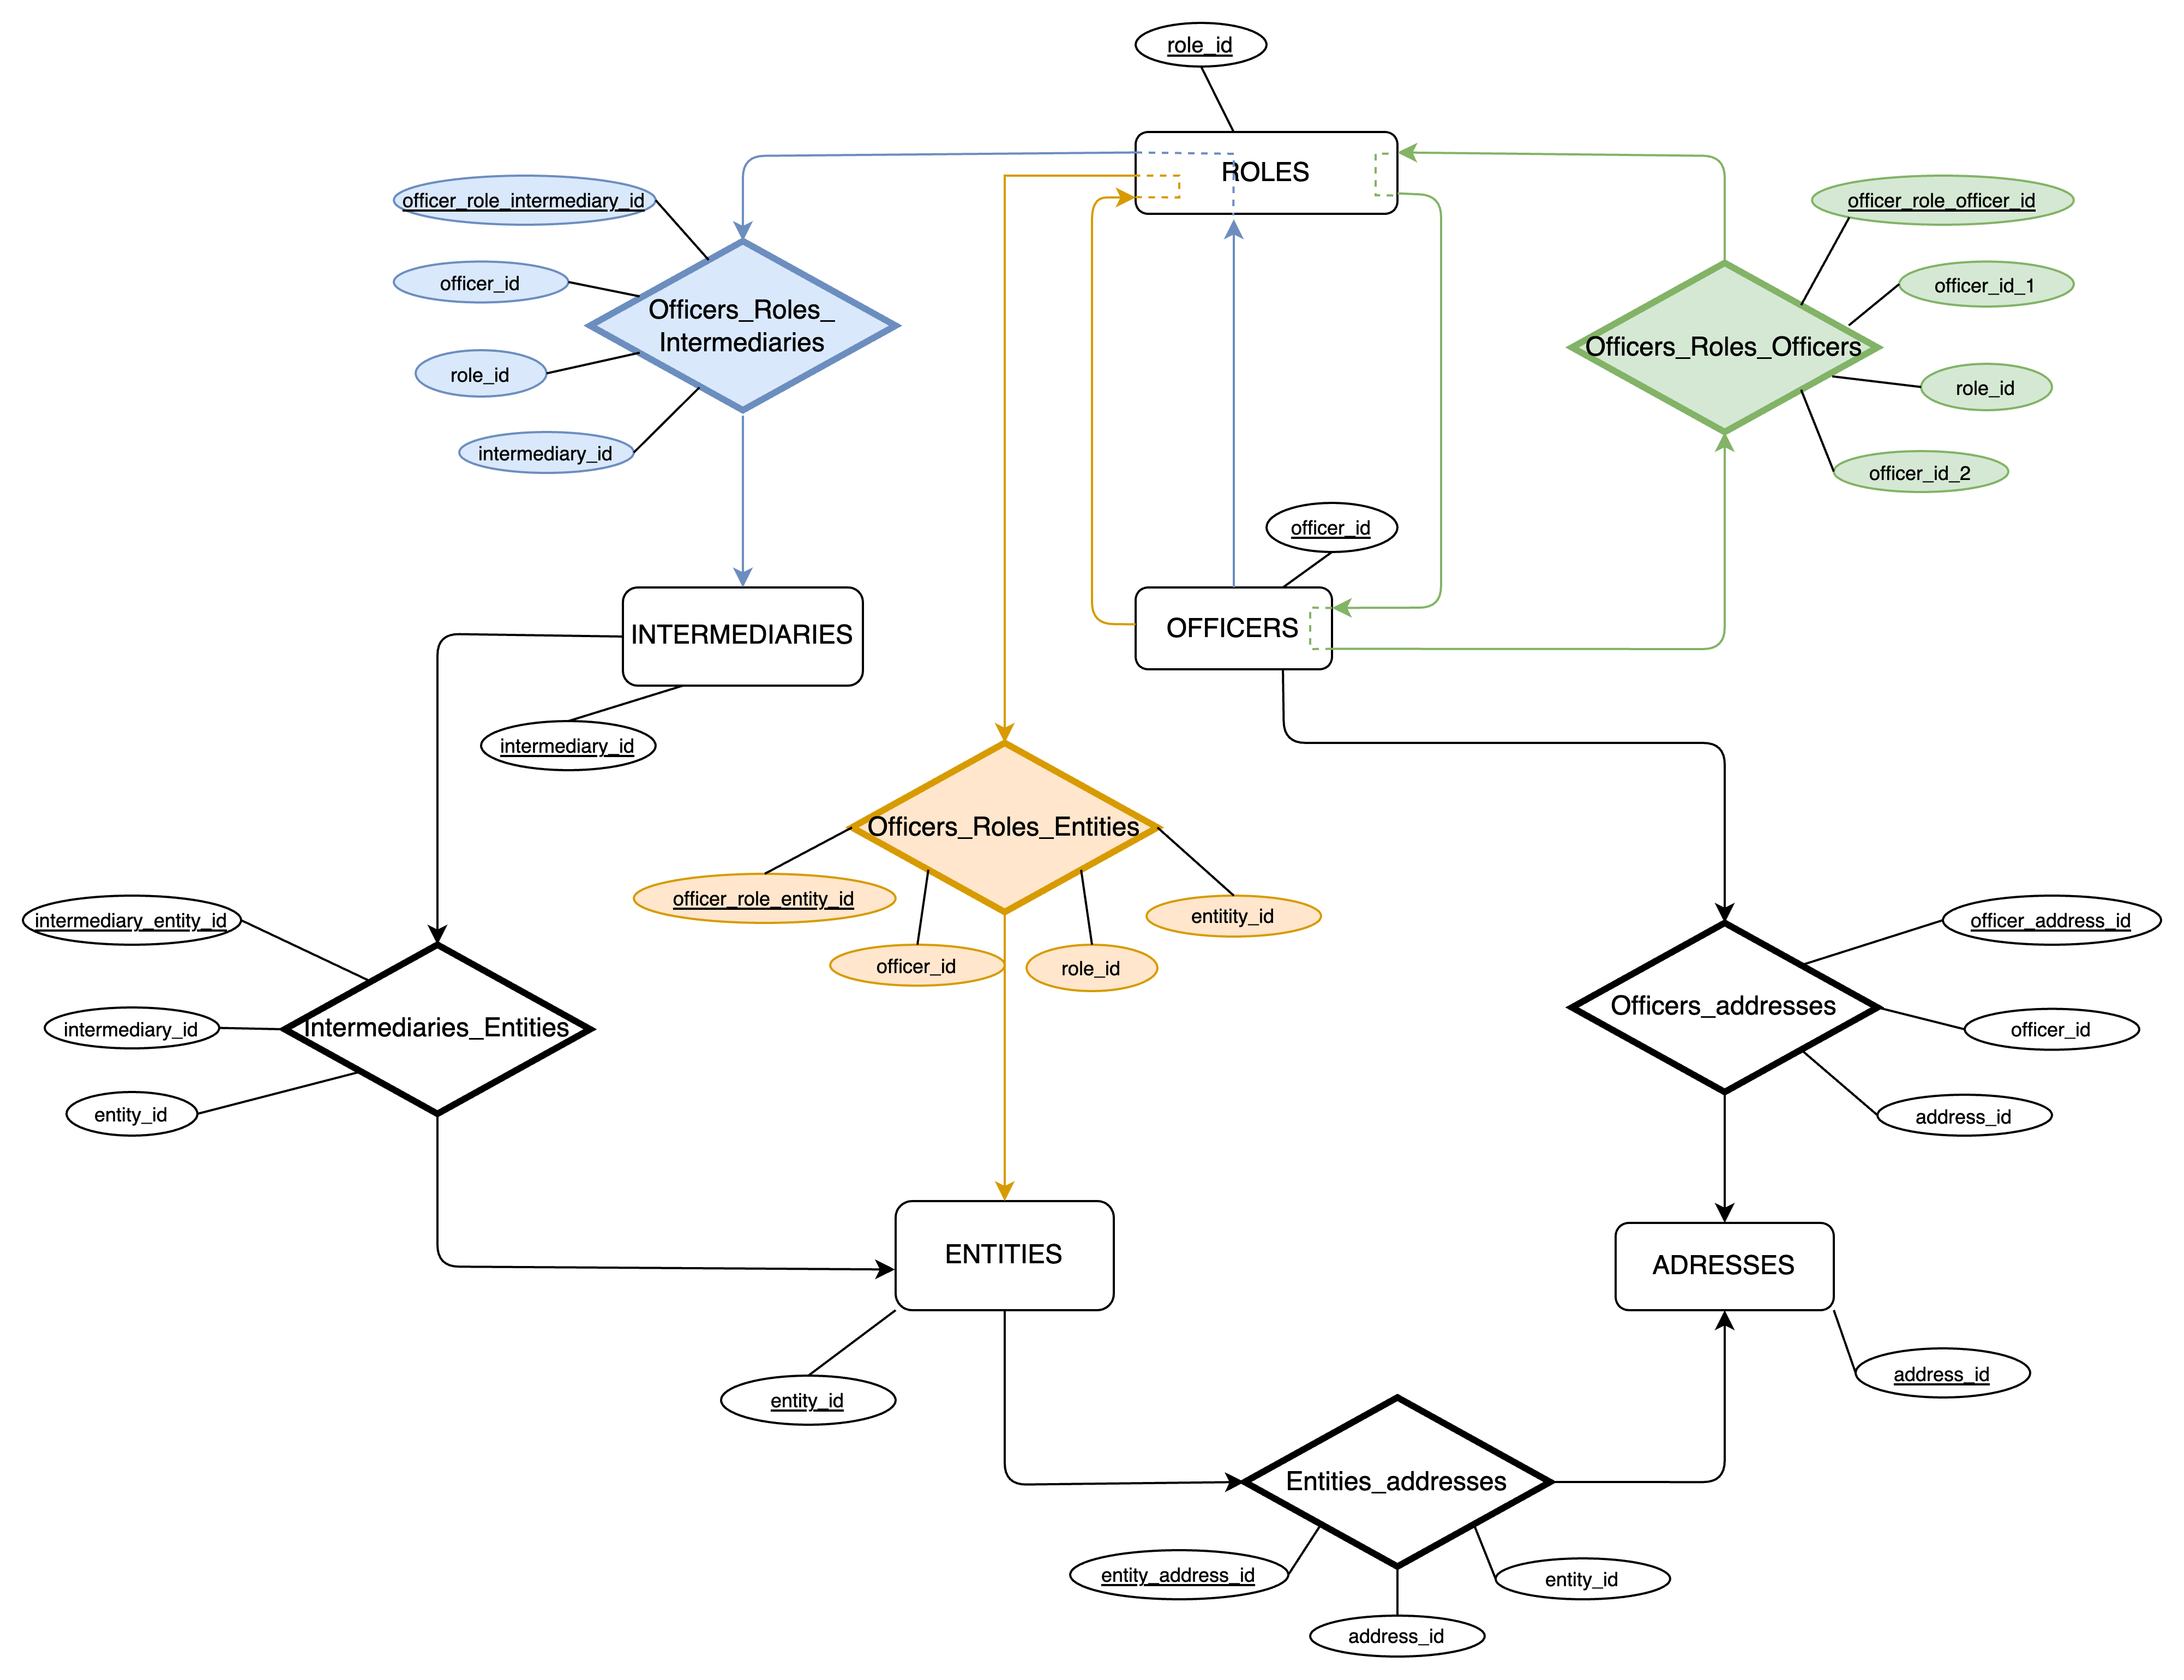 role_id
ROLES
officer_role_intermediary_id
officer_id
role_id
intermediary_id
Officers_Roles_
Intermediaries
officer_role_officer_id
officer_id_1
role_id
officer_id_2
Officers_Roles_Officers
officer_id
OFFICERS
INTERMEDIARIES
intermediary_id
Officers_Roles_Entities
officer_role_entity_id
officer_id
role_id
entitity_id
intermediary_entity_id
intermediary_id
entity_id
Intermediaries_Entities
Officers_addresses
officer_address_id
officer_id
address_id
ENTITIES
entity_id
ADRESSES
address_id
Entities_addresses
entity_address_id
address_id
entity_id